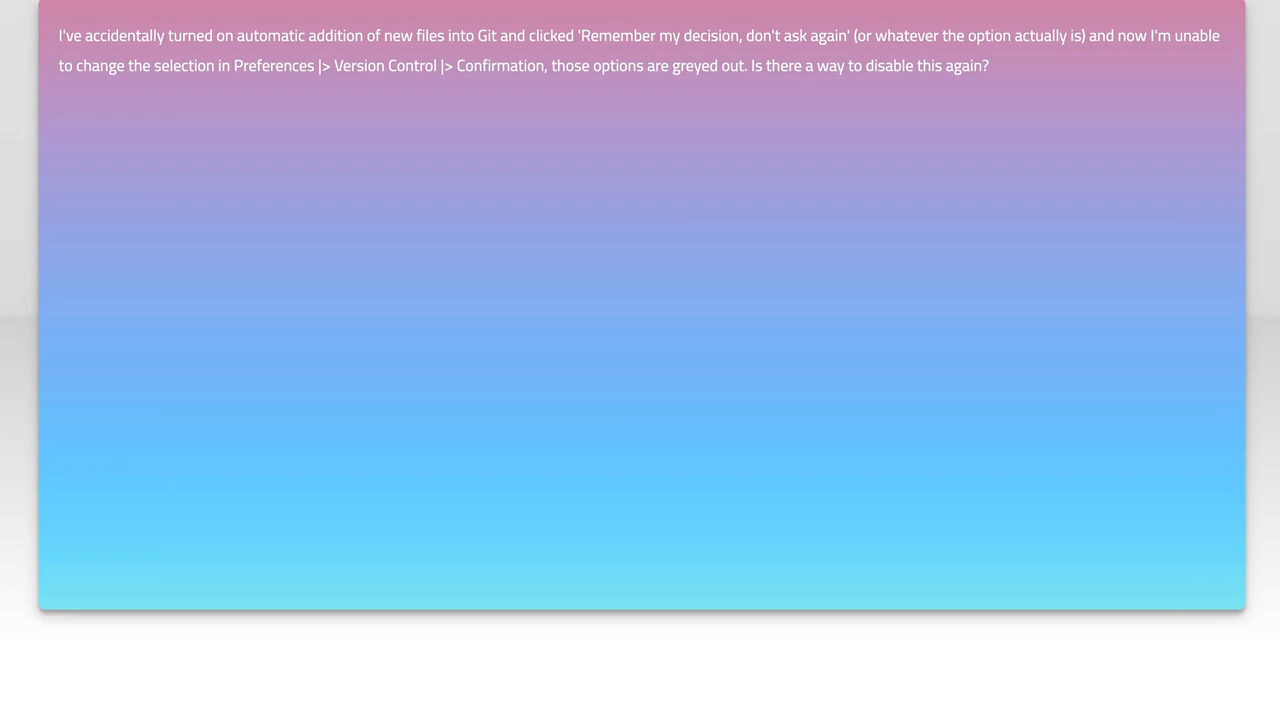 I've accidentally turned on automatic addition of new files into Git and clicked 'Remember my decision, don't ask again' (or whatever the option actually is) and now I'm unable
to change the selection in Preferences |> Version Control |> Confirmation, those options are greyed out. Is there a way to disable this again?